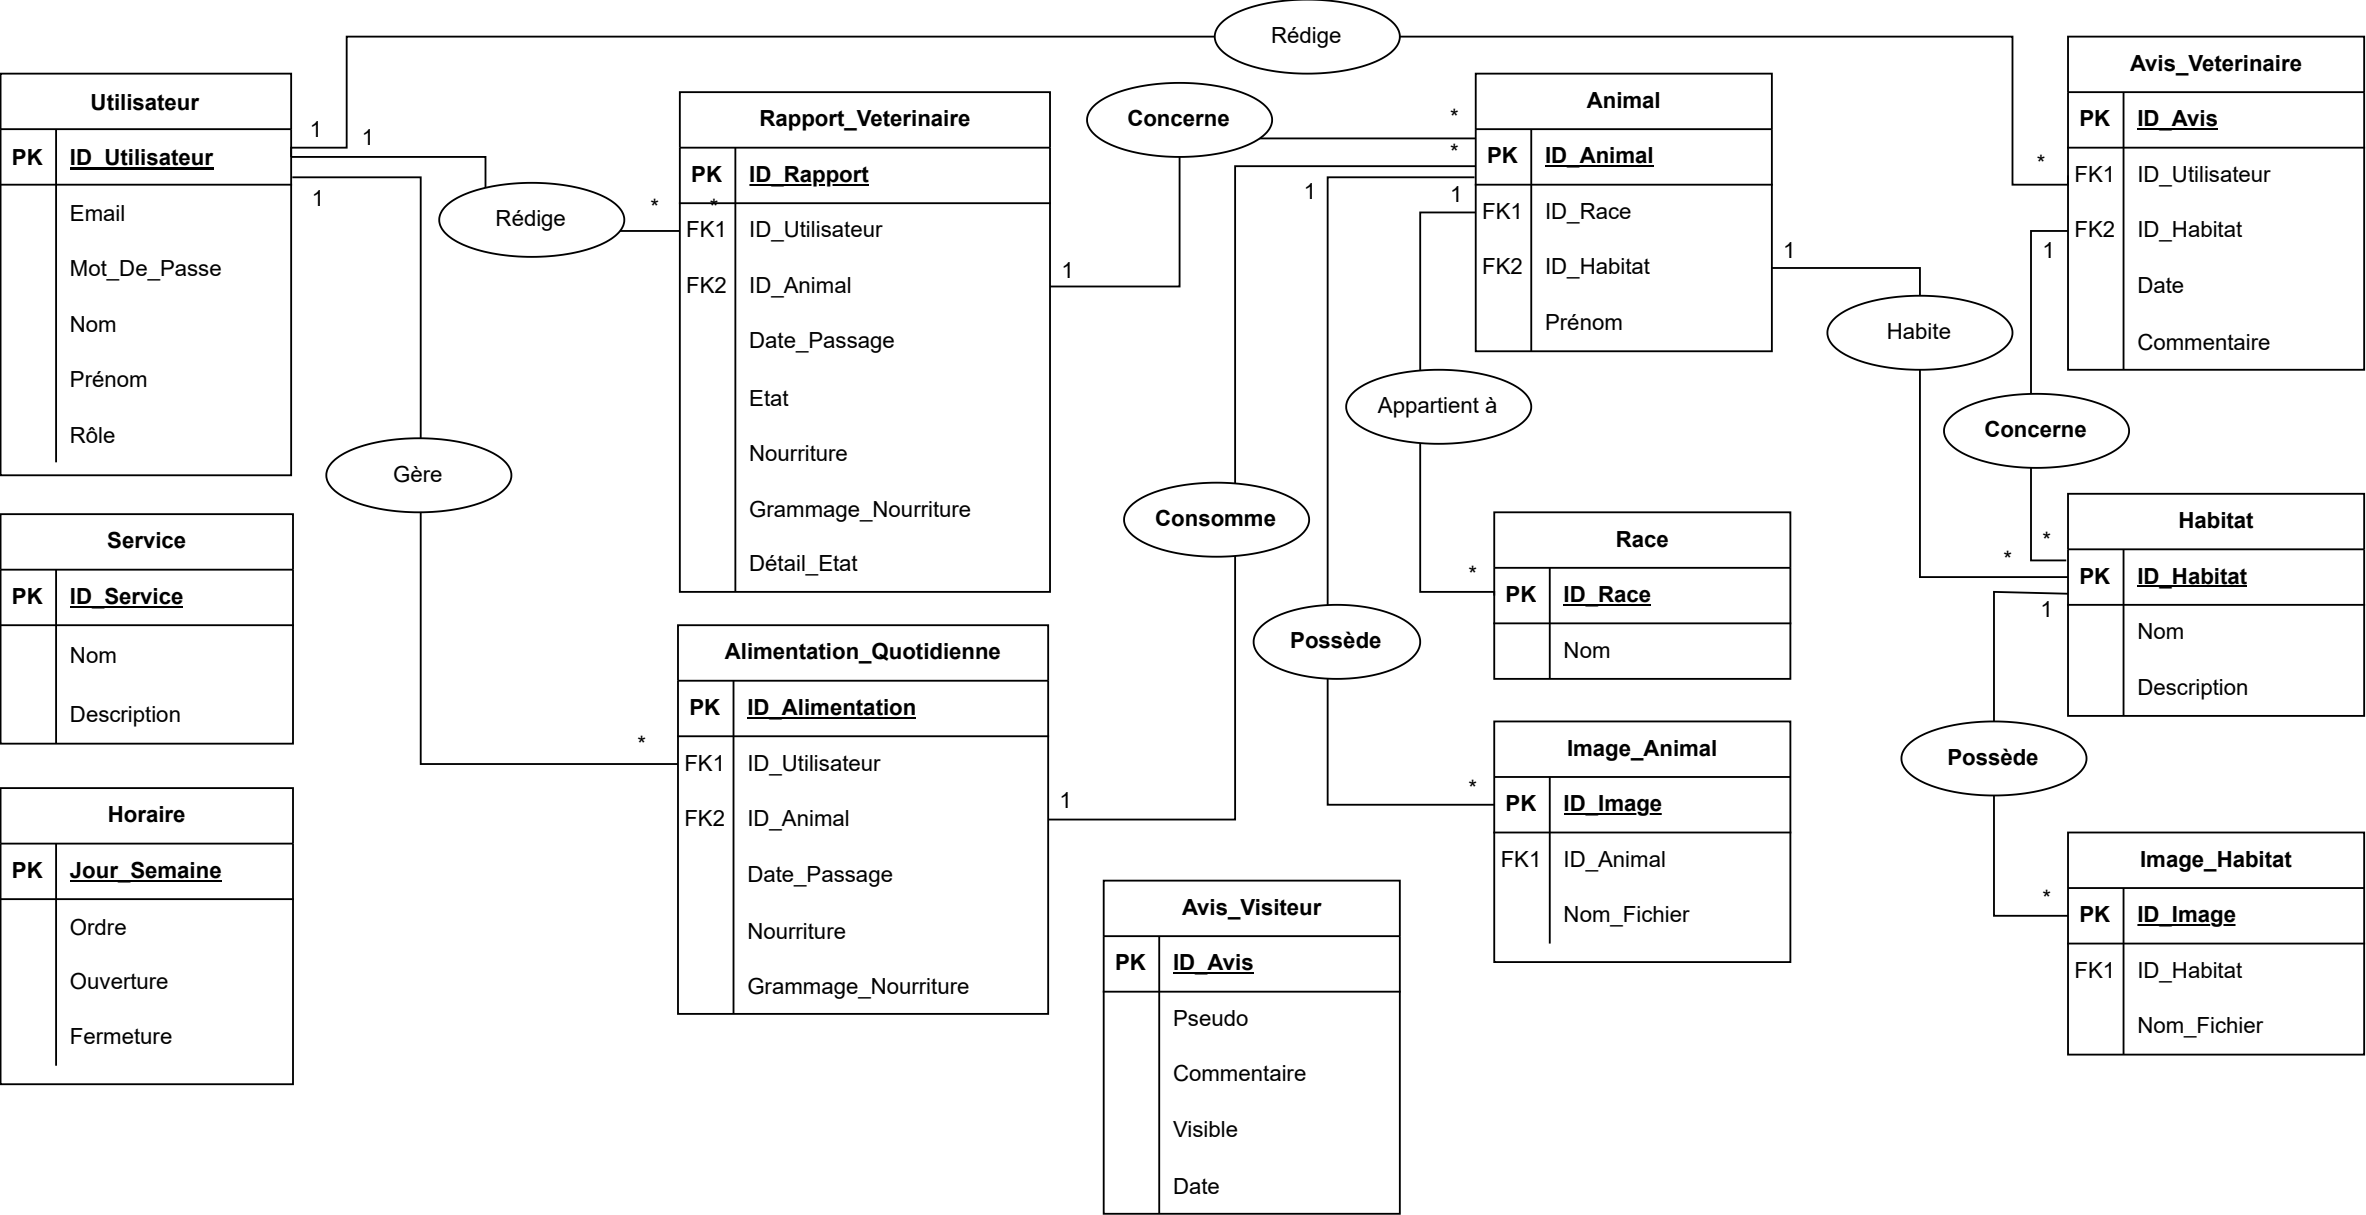 Rédige
Utilisateur
PK ID_Utilisateur
Email
Mot_De_Passe
Nom
Prénom
Rôle
1
1
1
Rédige
*
*
Rapport_Veterinaire
PK ID_Rapport
FK1 ID_Utilisateur
FK2 ID_Animal
Date_Passage
Etat
Nourriture
Grammage_Nourriture
Détail_Etat
1
Concerne
*
*
1
1
Animal
PK ID_Animal
FK1 ID_Race
FK2 ID_Habitat
Prénom
1
Habite
*
Avis_Veterinaire
PK ID_Avis
FK1 ID_Utilisateur
FK2 ID_Habitat
Date
Commentaire
1
Concerne
*
*
Gère
*
Consomme
Appartient à
*
Possède
*
Service
PK ID_Service
Nom
Description
Horaire
PK Jour_Semaine
Ordre
Ouverture
Fermeture
Alimentation_Quotidienne
PK ID_Alimentation
FK1 ID_Utilisateur
FK2 ID_Animal
Date_Passage
Nourriture
Grammage_Nourriture
1
Race
PK ID_Race
Nom
Image_Animal
PK ID_Image
FK1 ID_Animal
Nom_Fichier
Habitat
PK ID_Habitat
Nom
Description
1
Possède
*
Image_Habitat
PK ID_Image
FK1 ID_Habitat
Nom_Fichier
Avis_Visiteur
PK ID_Avis
Pseudo
Commentaire
Visible
Date